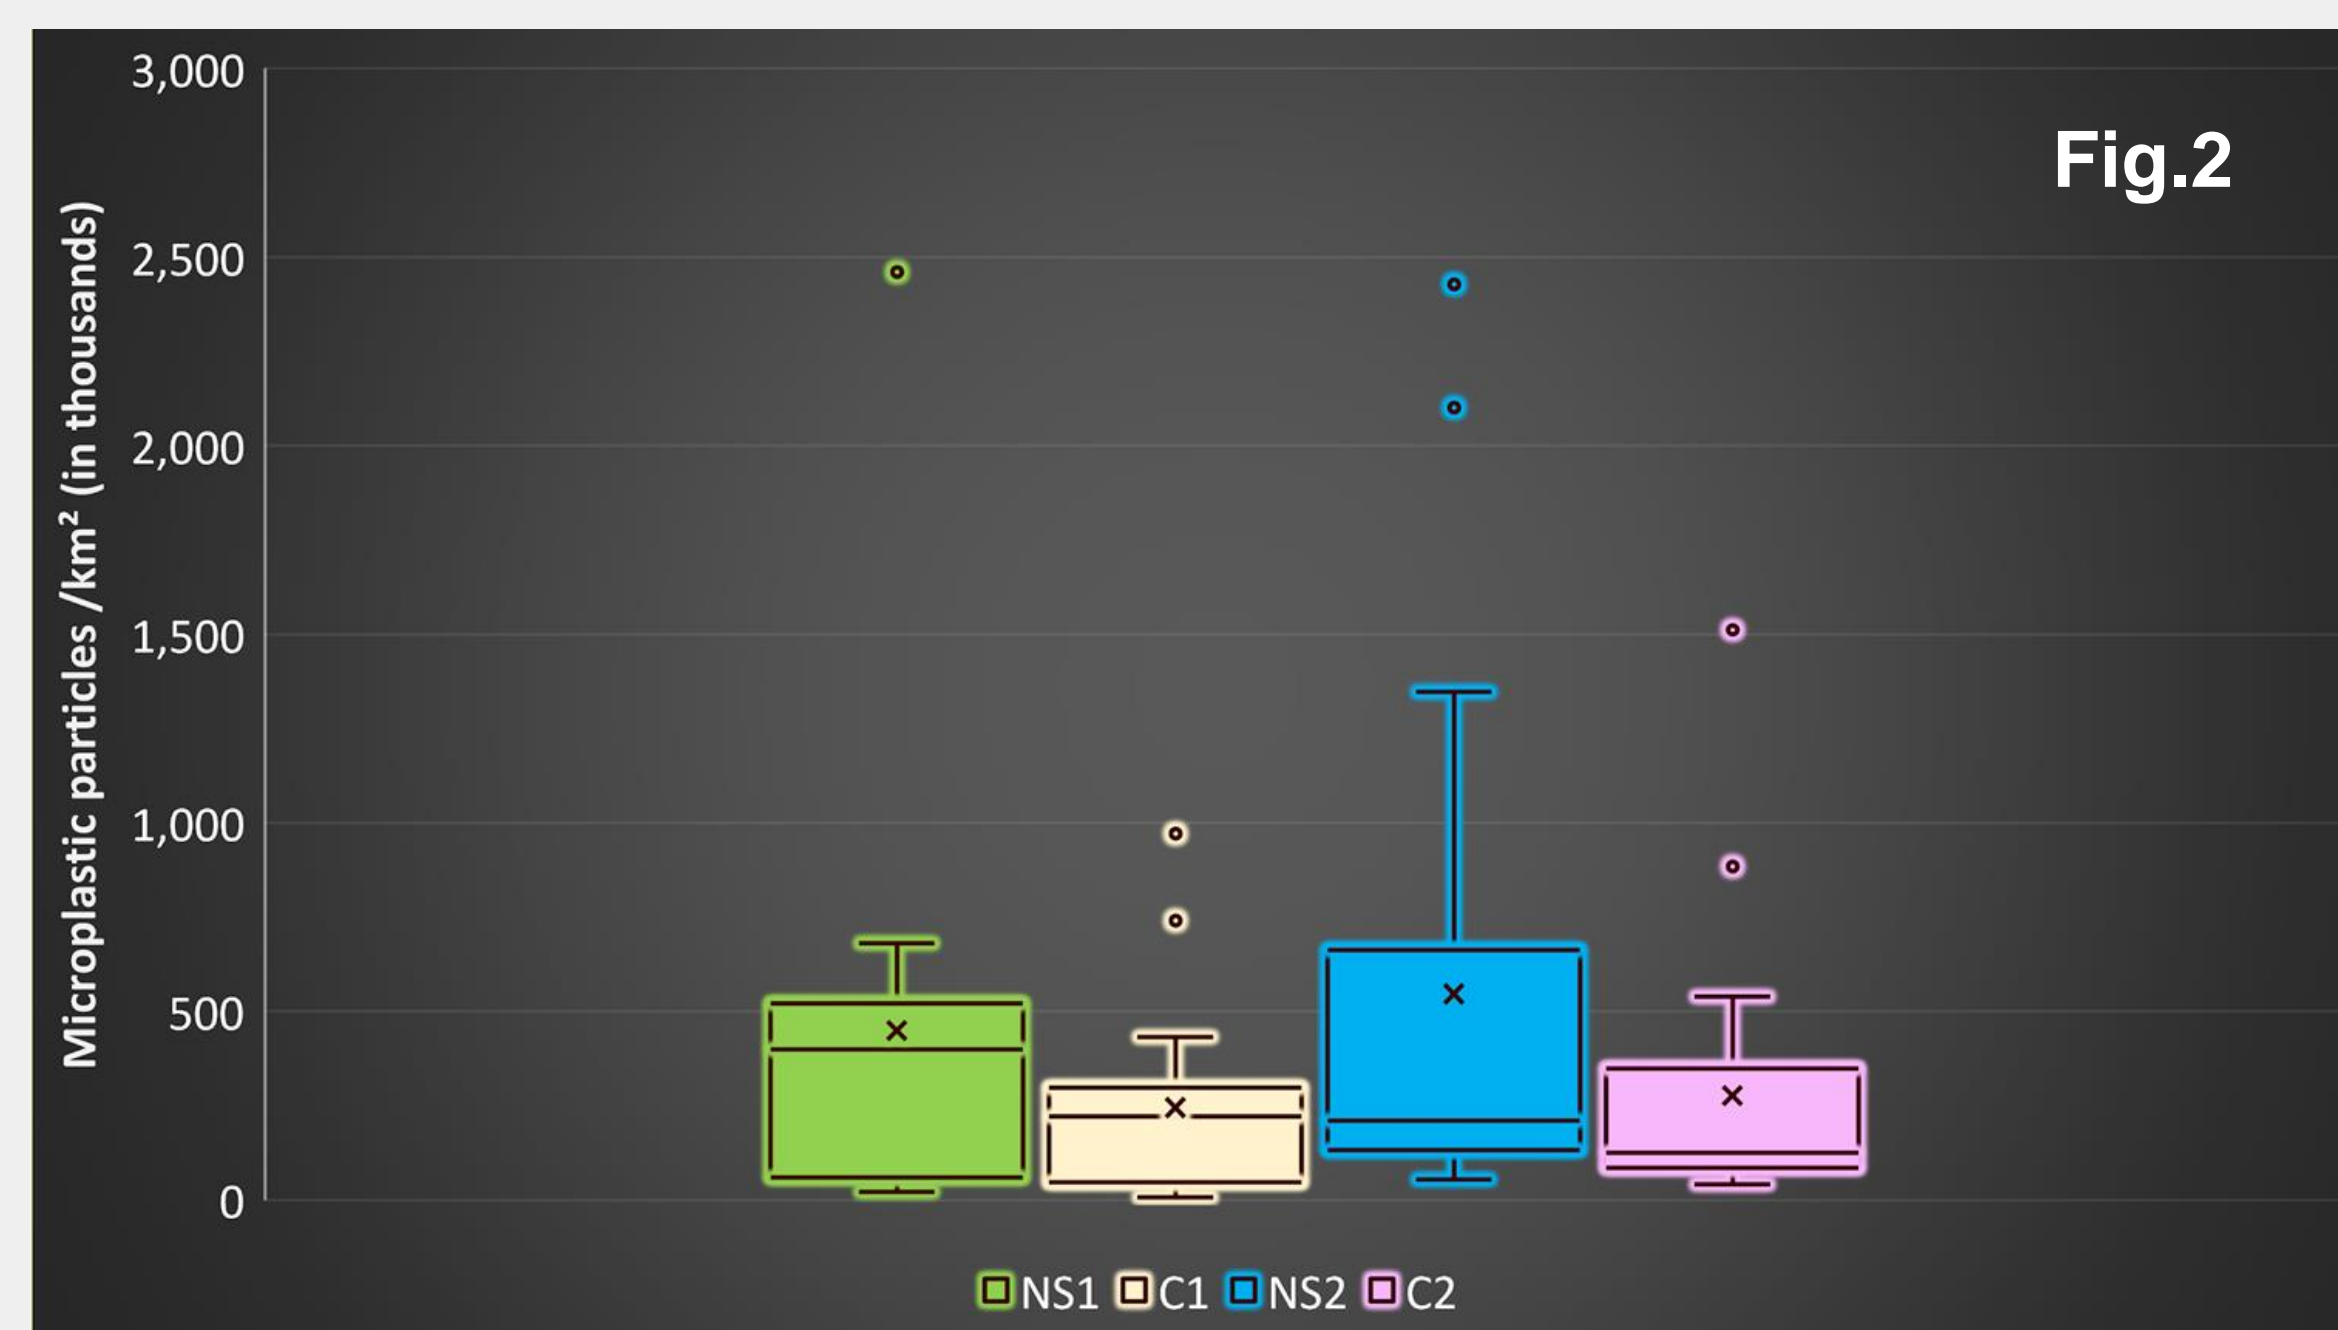 Fig.2
Microplastic particles /km² (in thousands)
3,000
2,500
2,000
1,500
1,000
500
0
NS1 C1 NS2 C2